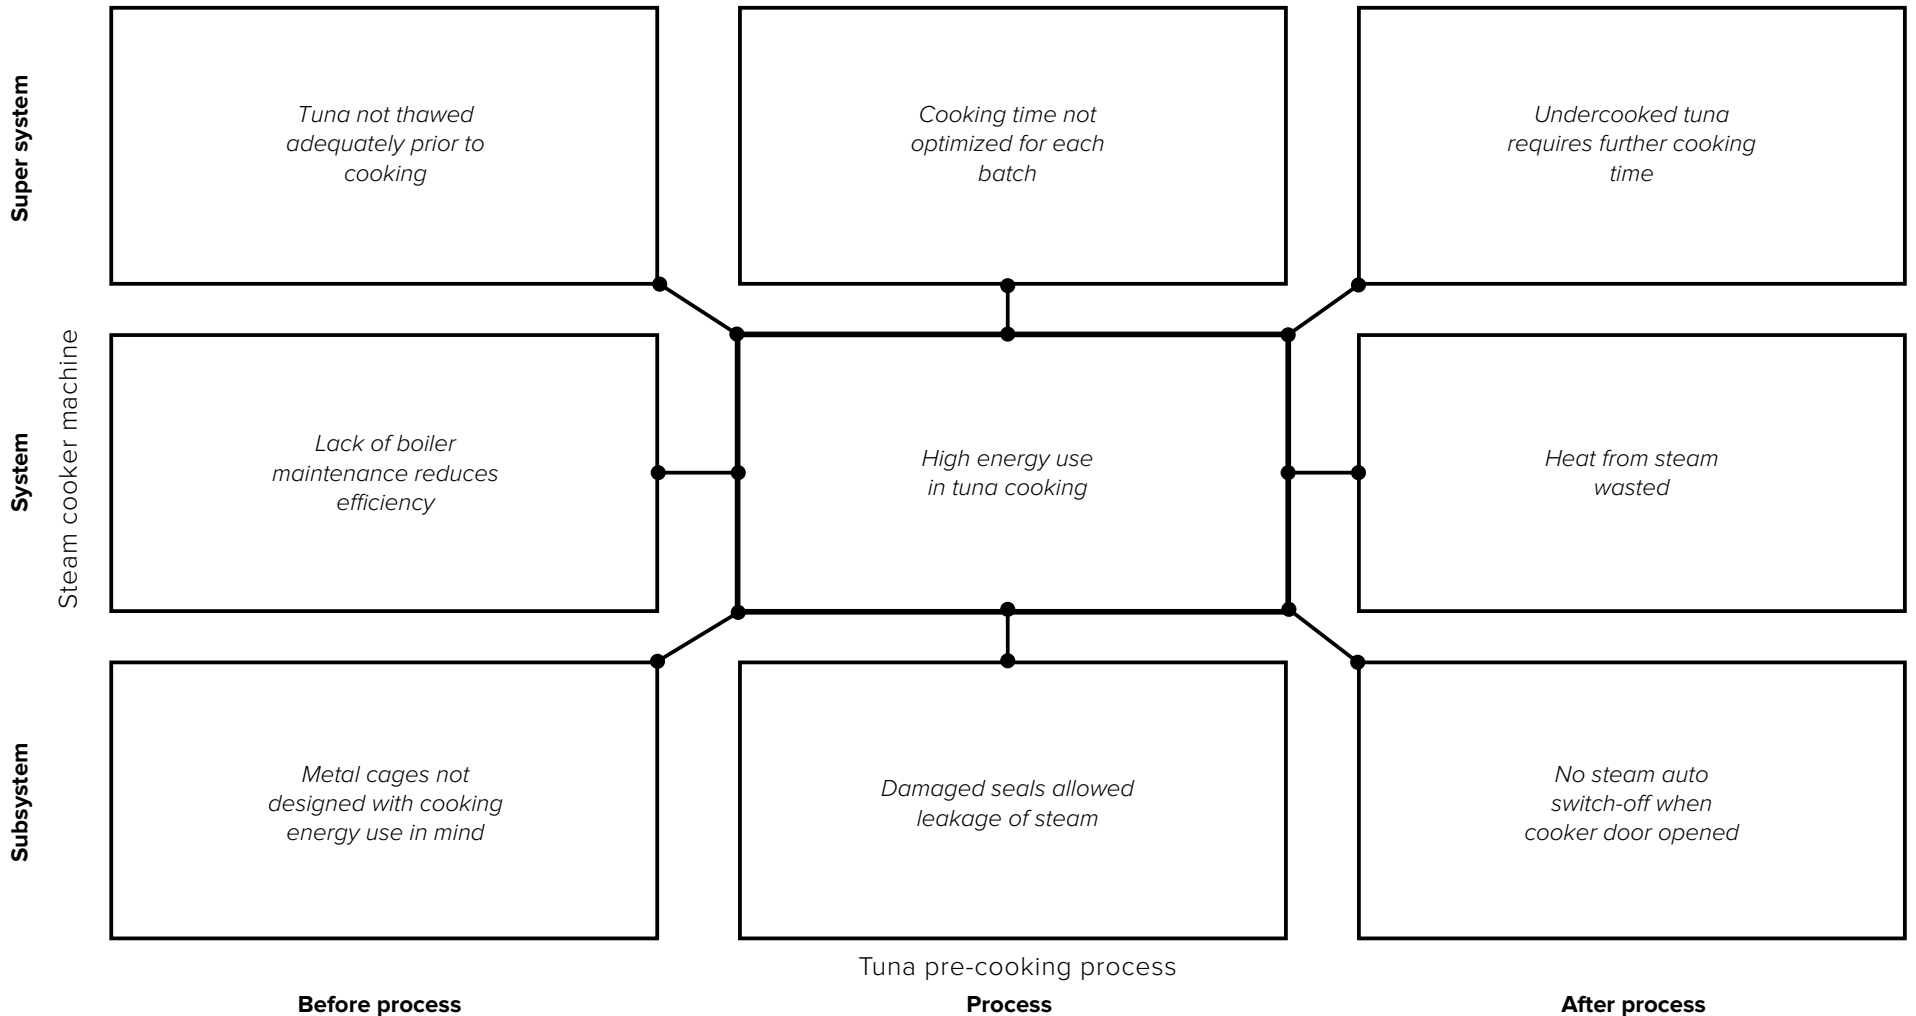 Super system
Tuna not thawed
adequately prior to
cooking
Cooking time not
optimized for each
batch
Undercooked tuna
requires further cooking
time
System
Steam cooker machine
Lack of boiler
maintenance reduces
efficiency
High energy use
in tuna cooking
Heat from steam
wasted
Subsystem
Metal cages not
designed with cooking
energy use in mind
Damaged seals allowed
leakage of steam
No steam auto
switch-off when
cooker door opened
Tuna pre-cooking process
Before process
Process
After process